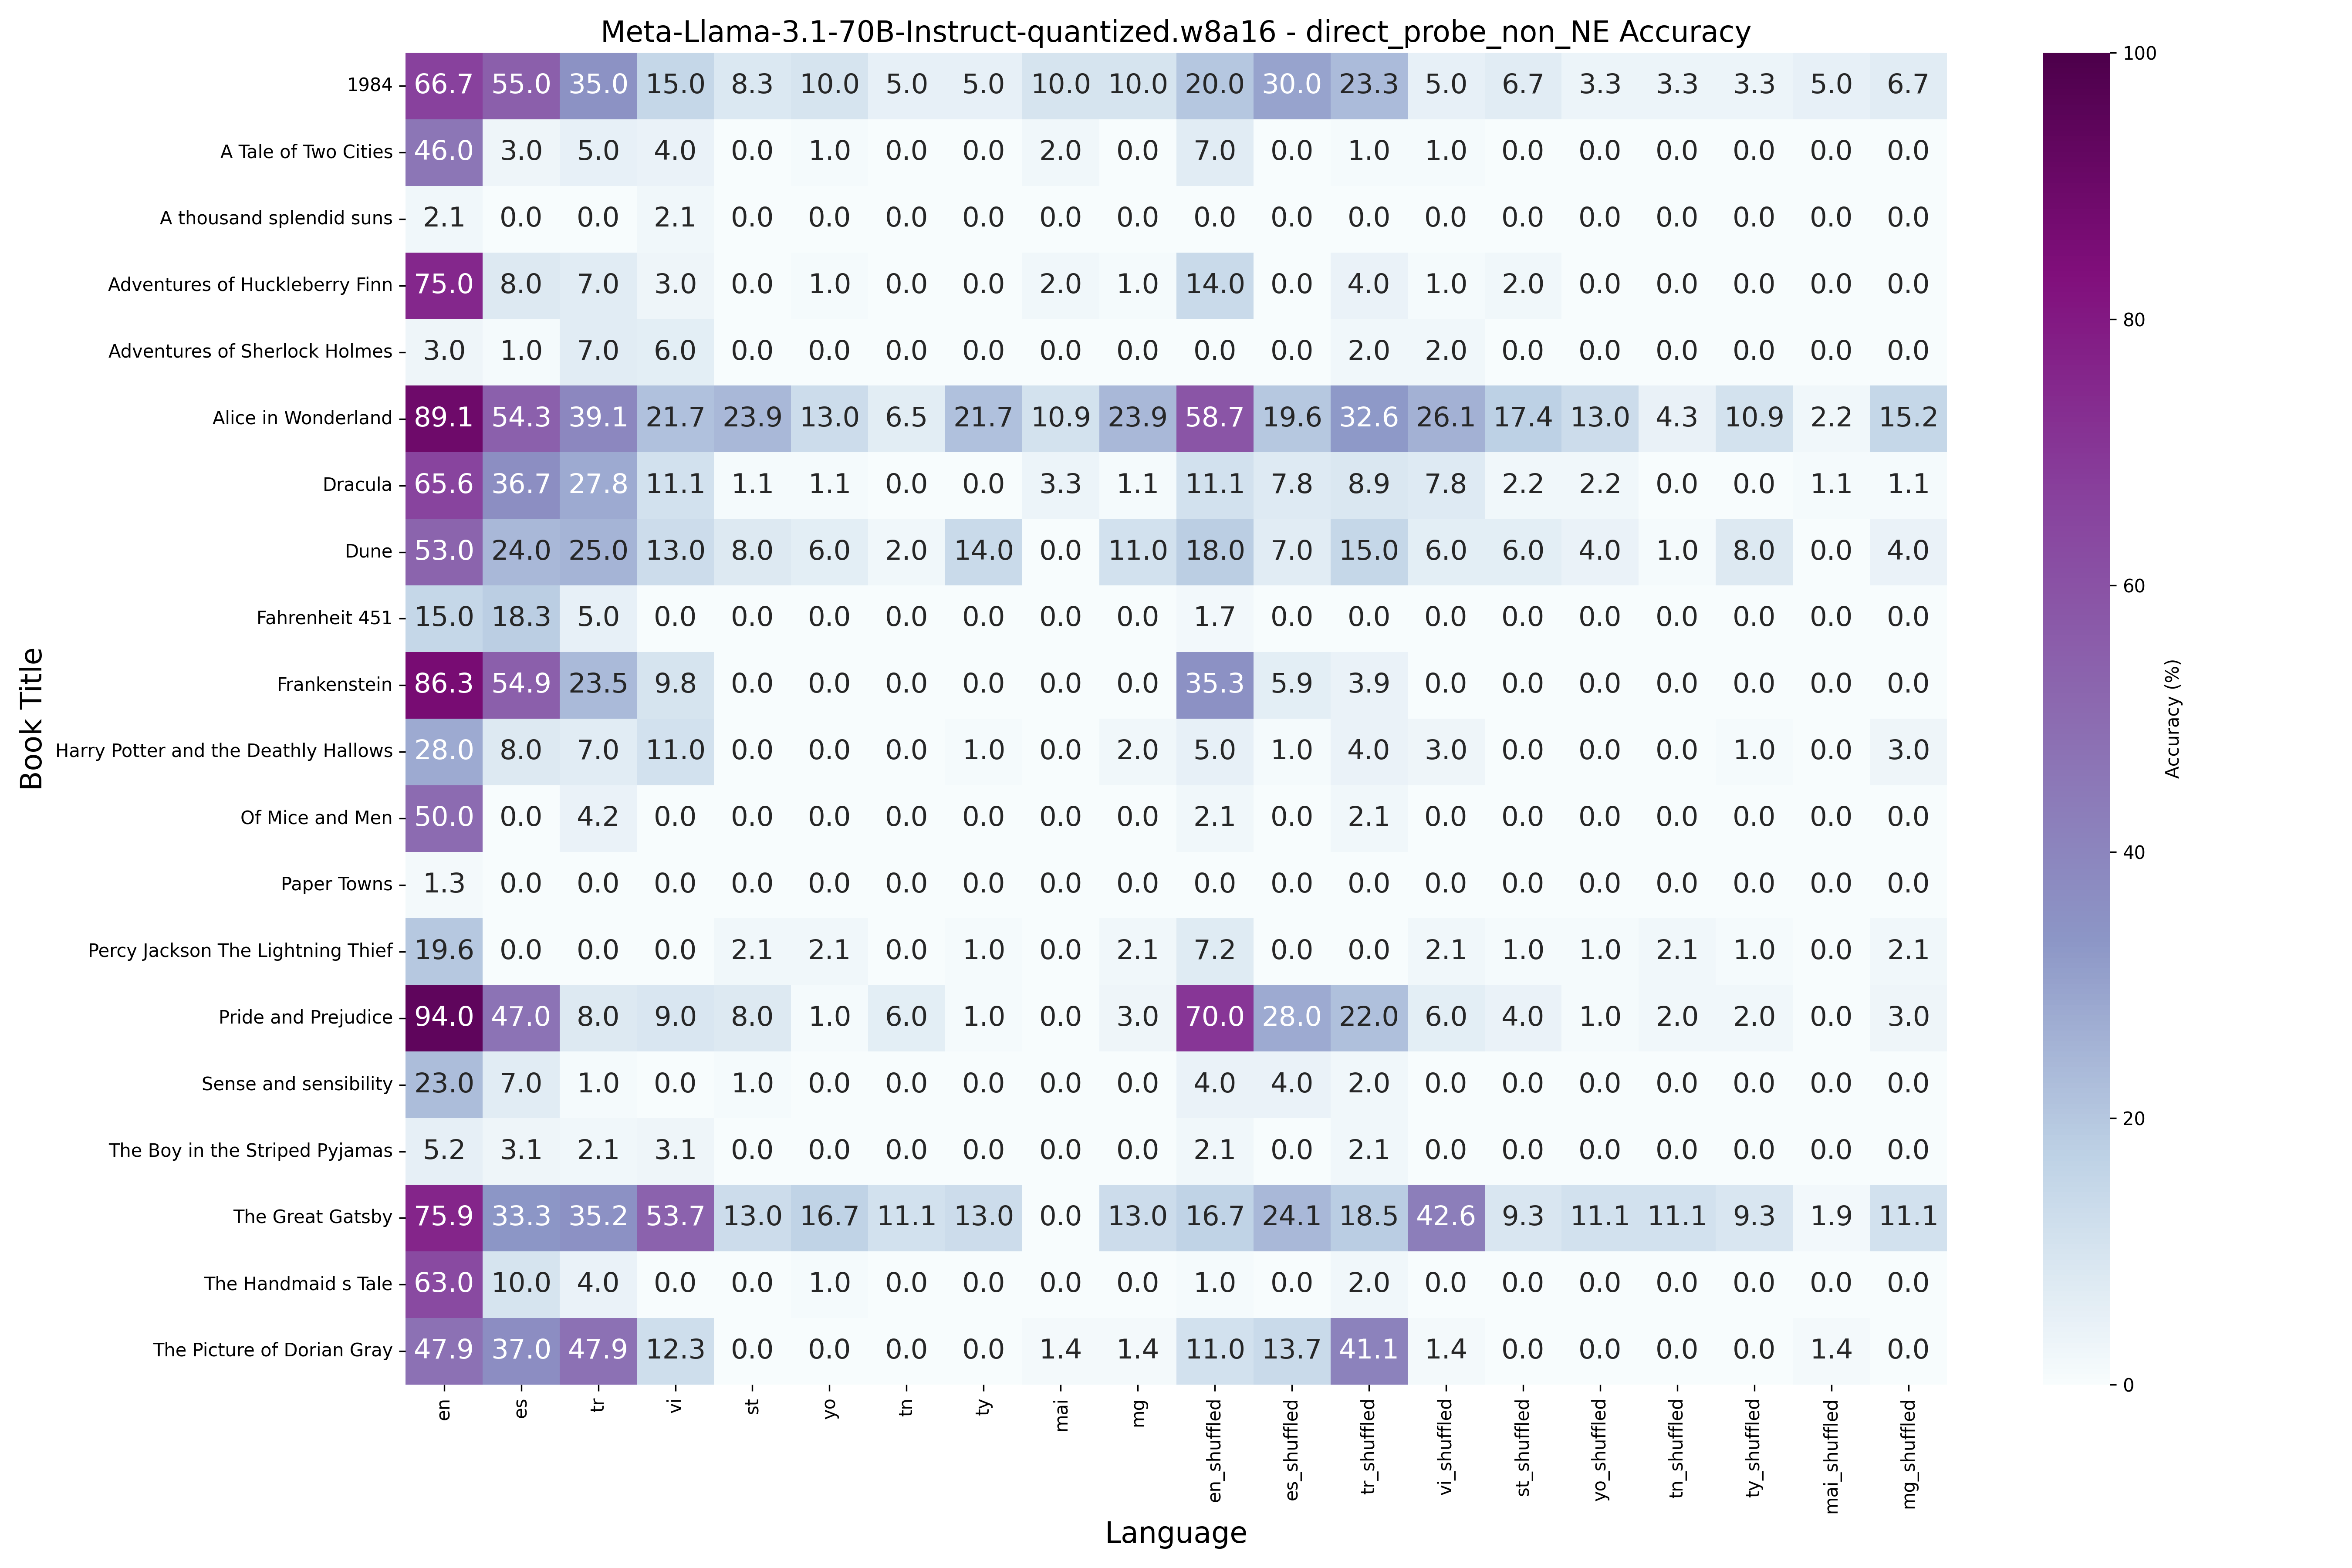 Meta-Llama-3.1-70B-Instruct-quantized.w8a16 - direct_probe_non_NE Accuracy
Book Title
1984 66.7 55.0 35.0 15.0 8.3 10.0 5.0 5.0 10.0 10.0 20.0 30.0 23.3 5.0 6.7 3.3 3.3 3.3 5.0 6.7
A Tale of Two Cities 46.0 3.0 5.0 4.0 0.0 1.0 0.0 0.0 2.0 0.0 7.0 0.0 1.0 1.0 0.0 0.0 0.0 0.0 0.0 0.0
A thousand splendid suns 2.1 0.0 0.0 2.1 0.0 0.0 0.0 0.0 0.0 0.0 0.0 0.0 0.0 0.0 0.0 0.0 0.0 0.0 0.0 0.0
Adventures of Huckleberry Finn 75.0 8.0 7.0 3.0 0.0 1.0 0.0 0.0 2.0 1.0 14.0 0.0 4.0 1.0 2.0 0.0 0.0 0.0 0.0 0.0
Adventures of Sherlock Holmes 3.0 1.0 7.0 6.0 0.0 0.0 0.0 0.0 0.0 0.0 0.0 0.0 2.0 2.0 0.0 0.0 0.0 0.0 0.0 0.0
Alice in Wonderland 89.1 54.3 39.1 21.7 23.9 13.0 6.5 21.7 10.9 23.9 58.7 19.6 32.6 26.1 17.4 13.0 4.3 10.9 2.2 15.2
Dracula 65.6 36.7 27.8 11.1 1.1 1.1 0.0 0.0 3.3 1.1 11.1 7.8 8.9 7.8 2.2 2.2 0.0 0.0 1.1 1.1
Dune 53.0 24.0 25.0 13.0 8.0 6.0 2.0 14.0 0.0 11.0 18.0 7.0 15.0 6.0 6.0 4.0 1.0 8.0 0.0 4.0
Fahrenheit 451 15.0 18.3 5.0 0.0 0.0 0.0 0.0 0.0 0.0 0.0 1.7 0.0 0.0 0.0 0.0 0.0 0.0 0.0 0.0 0.0
Frankenstein 86.3 54.9 23.5 9.8 0.0 0.0 0.0 0.0 0.0 0.0 35.3 5.9 3.9 0.0 0.0 0.0 0.0 0.0 0.0 0.0
Harry Potter and the Deathly Hallows 28.0 8.0 7.0 11.0 0.0 0.0 0.0 1.0 0.0 2.0 5.0 1.0 4.0 3.0 0.0 0.0 0.0 1.0 0.0 3.0
Of Mice and Men 50.0 0.0 4.2 0.0 0.0 0.0 0.0 0.0 0.0 0.0 2.1 0.0 2.1 0.0 0.0 0.0 0.0 0.0 0.0 0.0
Paper Towns 1.3 0.0 0.0 0.0 0.0 0.0 0.0 0.0 0.0 0.0 0.0 0.0 0.0 0.0 0.0 0.0 0.0 0.0 0.0 0.0
Percy Jackson The Lightning Thief 19.6 0.0 0.0 0.0 2.1 2.1 0.0 1.0 0.0 2.1 7.2 0.0 0.0 2.1 1.0 1.0 2.1 1.0 0.0 2.1
Pride and Prejudice 94.0 47.0 8.0 9.0 8.0 1.0 6.0 1.0 0.0 3.0 70.0 28.0 22.0 6.0 4.0 1.0 2.0 2.0 0.0 3.0
Sense and sensibility 23.0 7.0 1.0 0.0 1.0 0.0 0.0 0.0 0.0 0.0 4.0 4.0 2.0 0.0 0.0 0.0 0.0 0.0 0.0 0.0
The Boy in the Striped Pyjamas 5.2 3.1 2.1 3.1 0.0 0.0 0.0 0.0 0.0 0.0 2.1 0.0 2.1 0.0 0.0 0.0 0.0 0.0 0.0 0.0
The Great Gatsby 75.9 33.3 35.2 53.7 13.0 16.7 11.1 13.0 0.0 13.0 16.7 24.1 18.5 42.6 9.3 11.1 11.1 9.3 1.9 11.1
The Handmaid s Tale 63.0 10.0 4.0 0.0 0.0 1.0 0.0 0.0 0.0 0.0 1.0 0.0 2.0 0.0 0.0 0.0 0.0 0.0 0.0 0.0
The Picture of Dorian Gray 47.9 37.0 47.9 12.3 0.0 0.0 0.0 0.0 1.4 1.4 11.0 13.7 41.1 1.4 0.0 0.0 0.0 0.0 1.4 0.0
en es tr vi st yo tn ty mai mg en_shuffled es_shuffled tr_shuffled vi_shuffled st_shuffled yo_shuffled tn_shuffled ty_shuffled mai_shuffled mg_shuffled
Language
100
80
60
40
20
0
Accuracy (%)